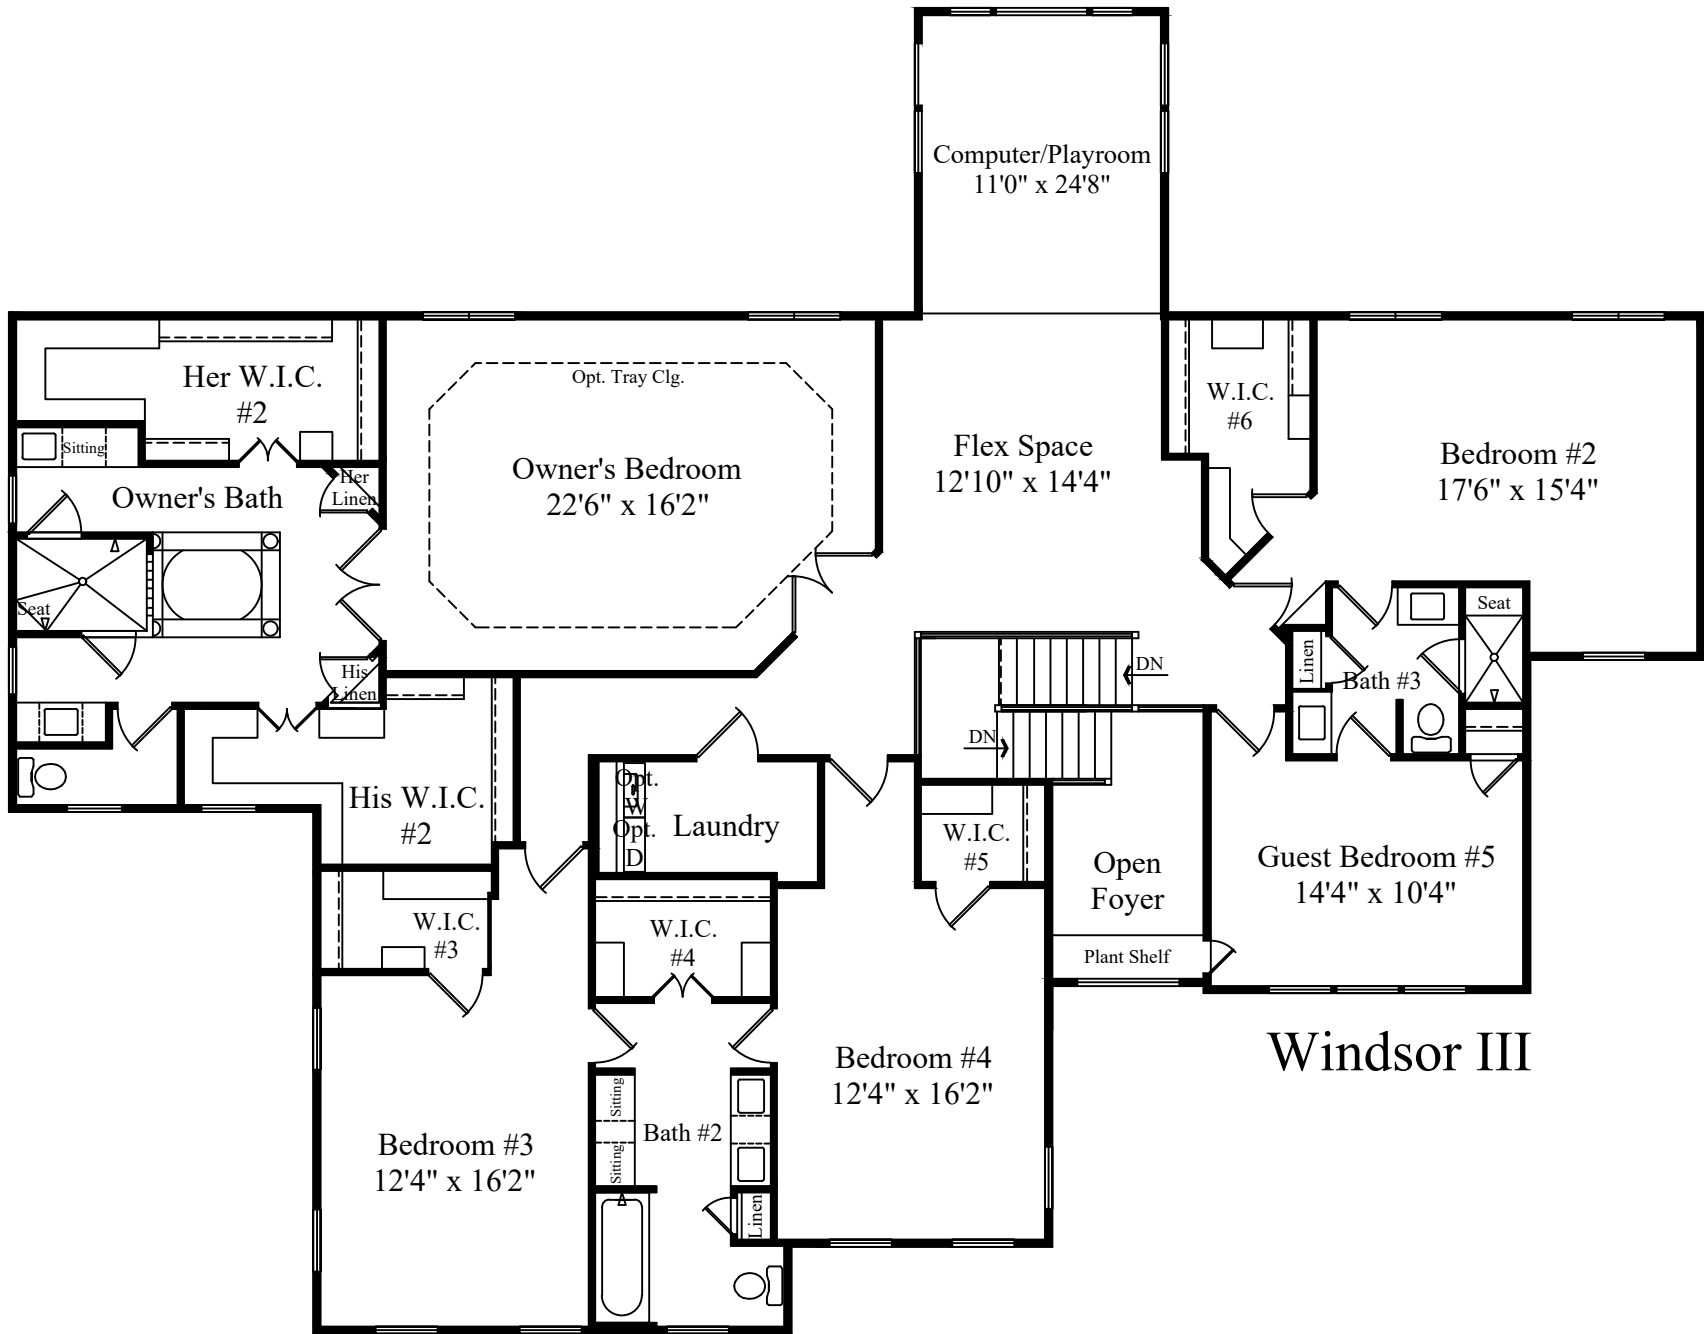 Computer/Playroom
11'0" x 24'8"
Her W.I.C.
#2
Opt. Tray Clg.
Owner's Bedroom
22'6" x 16'2"
Flex Space
12'10" x 14'4"
W.I.C.
#6
Bedroom #2
17'6" x 15'4"
Sitting
Owner's Bath
Her
Linen
Seat
His
Linen
DN
DN
Linen
Bath #3
Seat
His W.I.C.
#2
Opt.
W
Opt.
D
Laundry
W.I.C.
#5
Open
Foyer
Plant Shelf
Guest Bedroom #5
14'4" x 10'4"
W.I.C.
#3
W.I.C.
#4
Bedroom #3
12'4" x 16'2"
Sitting
Sitting
Bath #2
Linen
Bedroom #4
12'4" x 16'2"
Windsor III